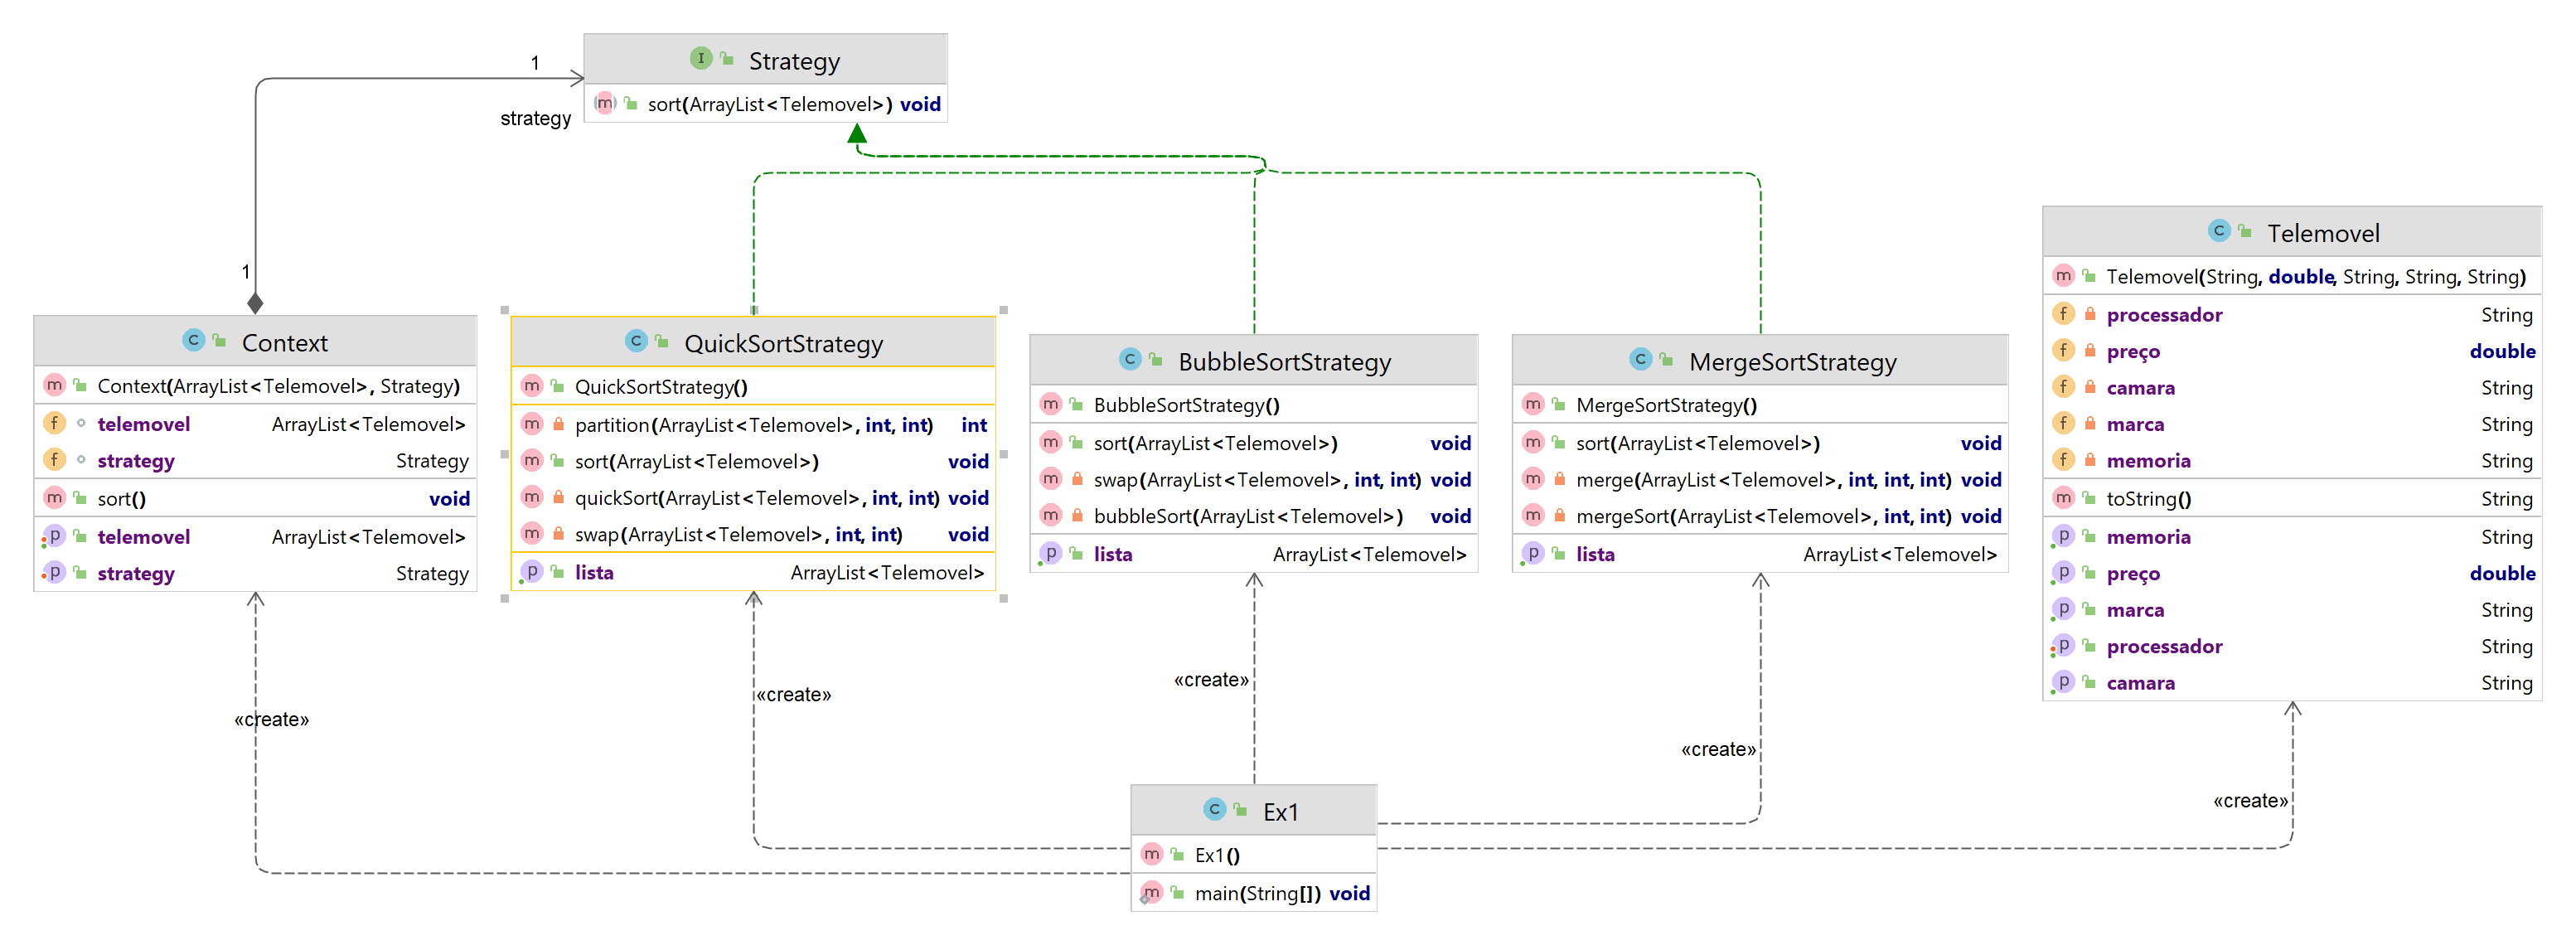 1
I Strategy
strategy
m sort(ArrayList<Telemovel>) void
1
C Context
m Context(ArrayList<Telemovel>, Strategy)
f telemovel ArrayList<Telemovel>
f strategy Strategy
m sort() void
p telemovel ArrayList<Telemovel>
p strategy Strategy
C QuickSortStrategy
m QuickSortStrategy()
m partition(ArrayList<Telemovel>, int, int) int
m sort(ArrayList<Telemovel>) void
m quickSort(ArrayList<Telemovel>, int, int) void
m swap(ArrayList<Telemovel>, int, int) void
p lista ArrayList<Telemovel>
C BubbleSortStrategy
m BubbleSortStrategy()
m sort(ArrayList<Telemovel>) void
m swap(ArrayList<Telemovel>, int, int) void
m bubbleSort(ArrayList<Telemovel>) void
p lista ArrayList<Telemovel>
C MergeSortStrategy
m MergeSortStrategy()
m sort(ArrayList<Telemovel>) void
m merge(ArrayList<Telemovel>, int, int, int) void
m mergeSort(ArrayList<Telemovel>, int, int) void
p lista ArrayList<Telemovel>
C Telemovel
m Telemovel(String, double, String, String, String)
f processador String
f preço double
f camara String
f marca String
f memoria String
m toString() String
p memoria String
p preço double
p marca String
p processador String
p camara String
«create»
«create»
«create»
«create»
«create»
C Ex1
m Ex1()
m main(String[]) void